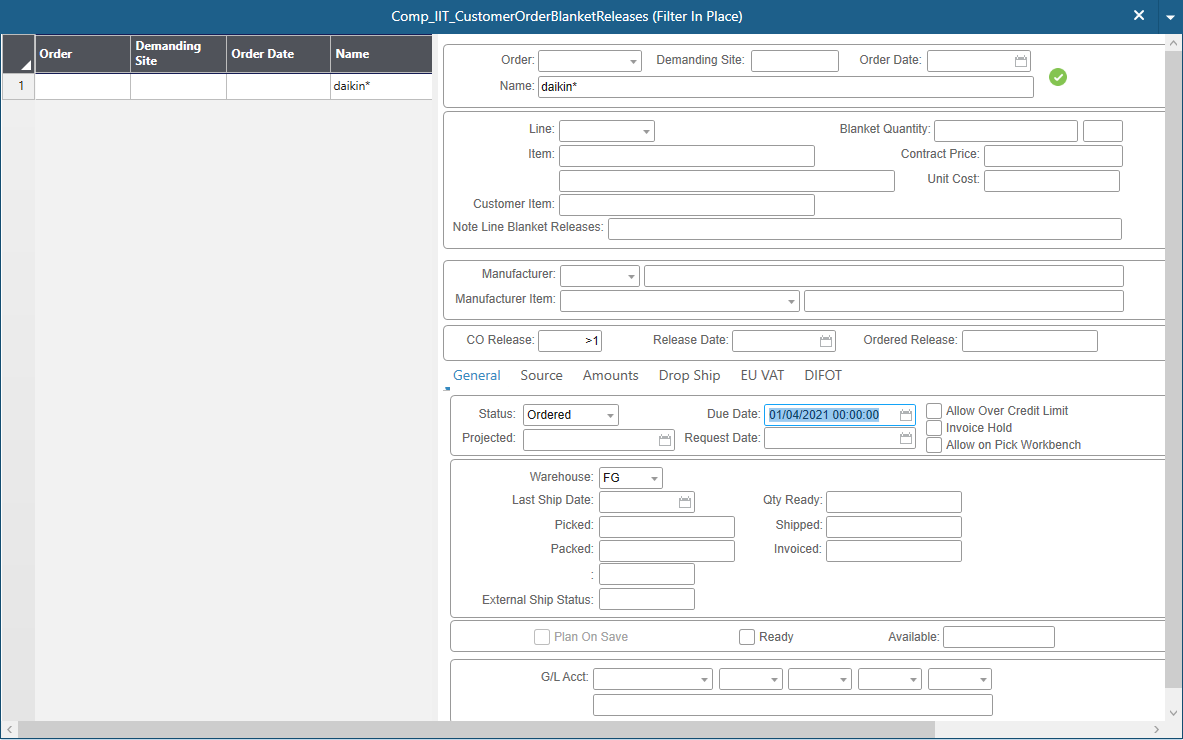 Comp_IIT_CustomerOrderBlanketReleases (Filter In Place)
Order Demanding Site Order Date Name
1 daikin*
Order: Demanding Site: Order Date:
Name: daikin*
Line: Blanket Quantity:
Item: Contract Price:
Unit Cost:
Customer Item:
Note Line Blanket Releases:
Manufacturer:
Manufacturer Item:
CO Release: >1 Release Date: Ordered Release:
General Source Amounts Drop Ship EU VAT DIFOT
Status: Ordered Due Date: 01/04/2021 00:00:00 Allow Over Credit Limit
Invoice Hold
Projected: Request Date: Allow on Pick Workbench
Warehouse: FG
Last Ship Date: Qty Ready:
Picked: Shipped:
Packed: Invoiced:
:
External Ship Status:
Plan On Save Ready Available:
G/L Acct: